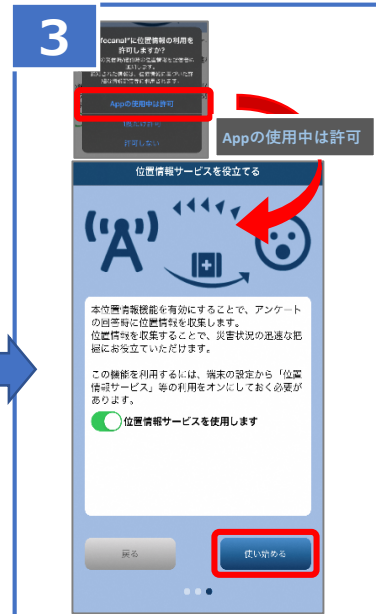 3
ocanal"に位置情報の利用を
許可しますか?
Appの使用中は許可
許可しない
Appの使用中は許可
位置情報サービスを役立てる
本位置情報機能を有効にすることで、アンケート
の回答時に位置情報を収集します。
位置情報を収集することで、災害状況の迅速な把
握にお役立ていただけます。
この機能を利用するには、端末の設定から「位置
情報サービス」等の利用をオンにしておく必要が
あります。
位置情報サービスを使用します
戻る
使い始める